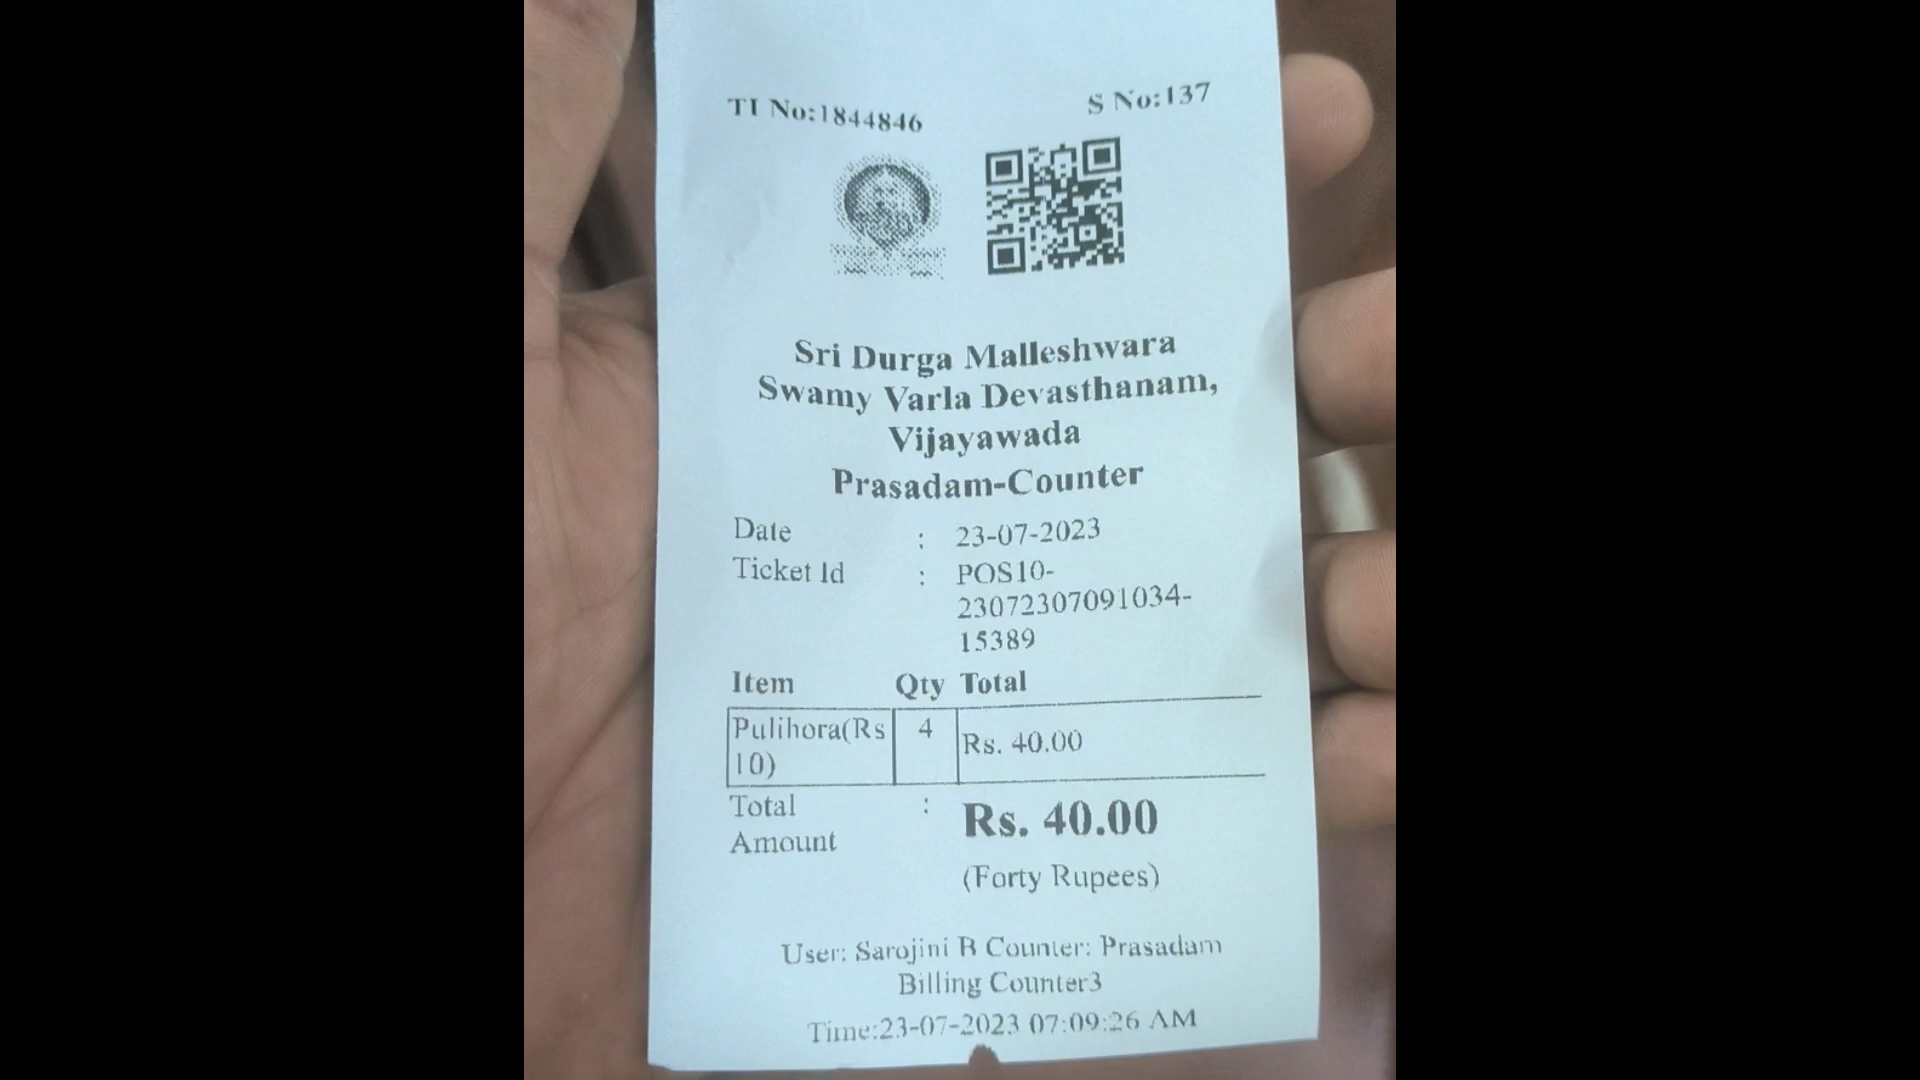 TI No:1844846 S No:137
Sri Durga Malleshwara
Swamy Varla Devasthanam,
Vijayawada
Prasadam-Counter
Date : 23-07-2023
Ticket Id : POS10-
23072307091034-
15389
Item Qty Total
Pulihora(Rs 4 Rs. 40.00
10)
Total : Rs. 40.00
Amount
(Forty Rupees)
User: Sarojini B Counter: Prasadam
Billing Counter3
Time:23-07-2023 07:09:26 AM